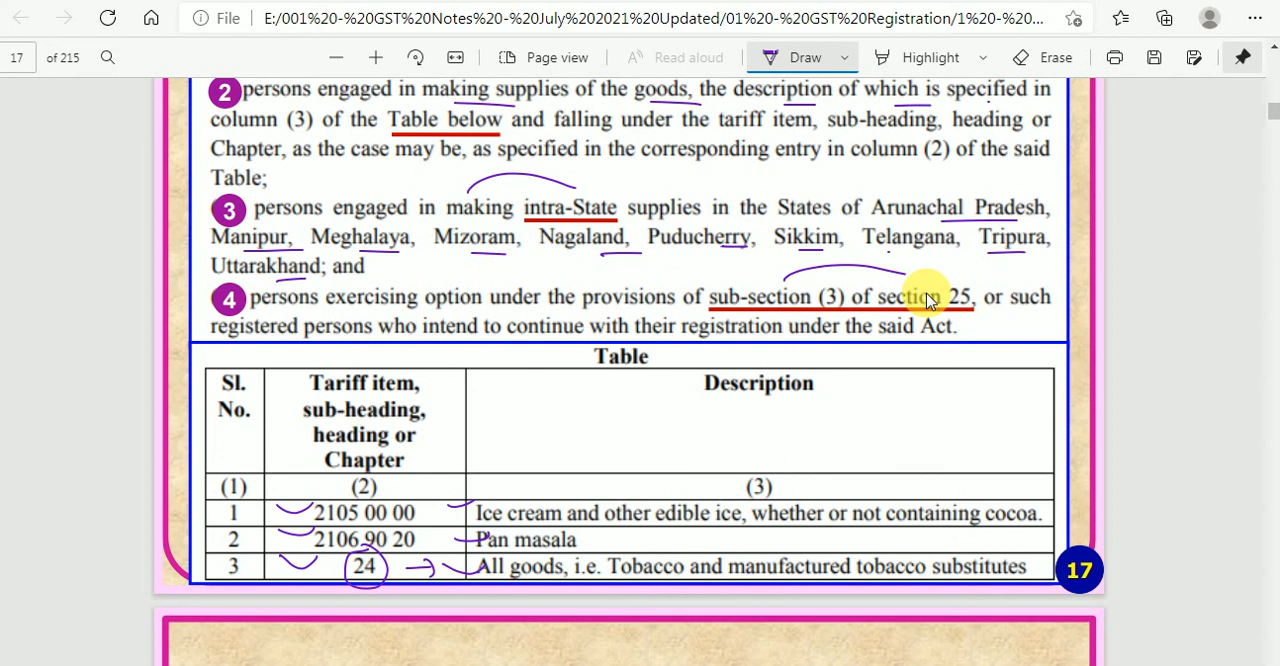 File
E:/001%20-%20GST%20Notes%20-%20July%202021%20Updated/01%20-%20GST%20Registration/1%20-%20...
17 of 215
Page view
Read aloud
Draw
Highlight
Erase
2 persons engaged in making supplies of the goods, the description of which is specified in
column (3) of the Table below and falling under the tariff item, sub-heading, heading or
Chapter, as the case may be, as specified in the corresponding entry in column (2) of the said
Table;
3 persons engaged in making intra-State supplies in the States of Arunachal Pradesh,
Manipur, Meghalaya, Mizoram, Nagaland, Puducherry, Sikkim, Telangana, Tripura,
Uttarakhand; and
4 persons exercising option under the provisions of sub-section (3) of section 25, or such
registered persons who intend to continue with their registration under the said Act.
Table
Sl. No. Tariff item, sub-heading, heading or Chapter Description
(1) (2) (3)
1 2105 00 00 Ice cream and other edible ice, whether or not containing cocoa.
2 2106 90 20 Pan masala
3 24 All goods, i.e. Tobacco and manufactured tobacco substitutes
17